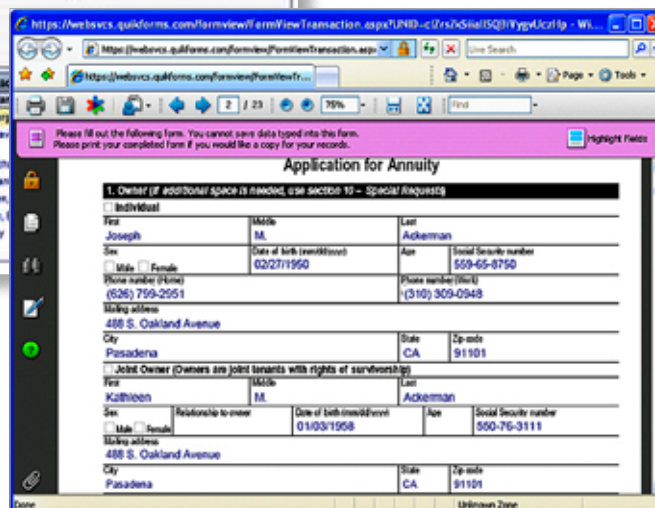 https://websvcs.quikforms.com/formview/FormViewTransaction.aspx?
https://websvcs.quikforms.com/formview/FormViewTransaction.asp
Live Search
https://websvcs.quikforms.com/formview/FormViewTr...
Page Tools
2 / 23 75% Find
Please fill out the following form. You cannot save data typed into this form.
Please print your completed form if you would like a copy for your records.
Highlight Fields
Application for Annuity
1. Owner (If additional space is needed, use section 10 – Special Requests)
Individual
First Middle Last
Joseph M. Ackerman
Sex Date of birth (mm/dd/yyyy) Age Social Security number
Male Female 02/27/1950 559-65-8750
Phone number (Home) Phone number (Work)
(626) 799-2951 (310) 309-0948
Mailing address
488 S. Oakland Avenue
City State Zip-code
Pasadena CA 91101
Joint Owner (Owners are joint tenants with rights of survivorship)
First Middle Last
Kathleen M. Ackerman
Sex Relationship to owner Date of birth (mm/dd/yyyy) Age Social Security number
Male Female 01/03/1958 550-76-3111
Mailing address
488 S. Oakland Avenue
City State Zip-code
Pasadena CA 91101
Done Unknown Zone